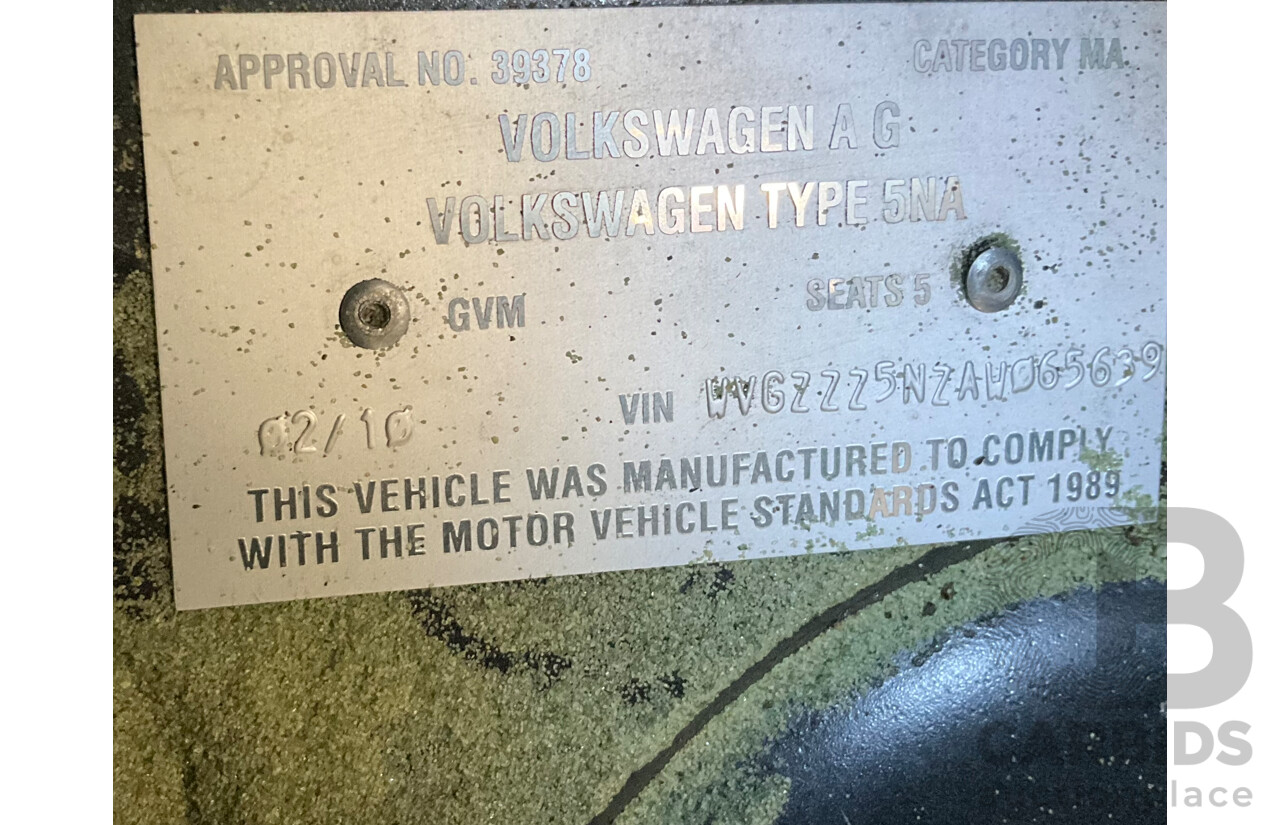 APPROVAL NO. 39378 CATEGORY MA
VOLKSWAGEN A G
VOLKSWAGEN TYPE 5NA
GVM SEATS 5
02/10 VIN WVGZZZ5NZAW065639
THIS VEHICLE WAS MANUFACTURED TO COMPLY
WITH THE MOTOR VEHICLE STANDARDS ACT 1989
B